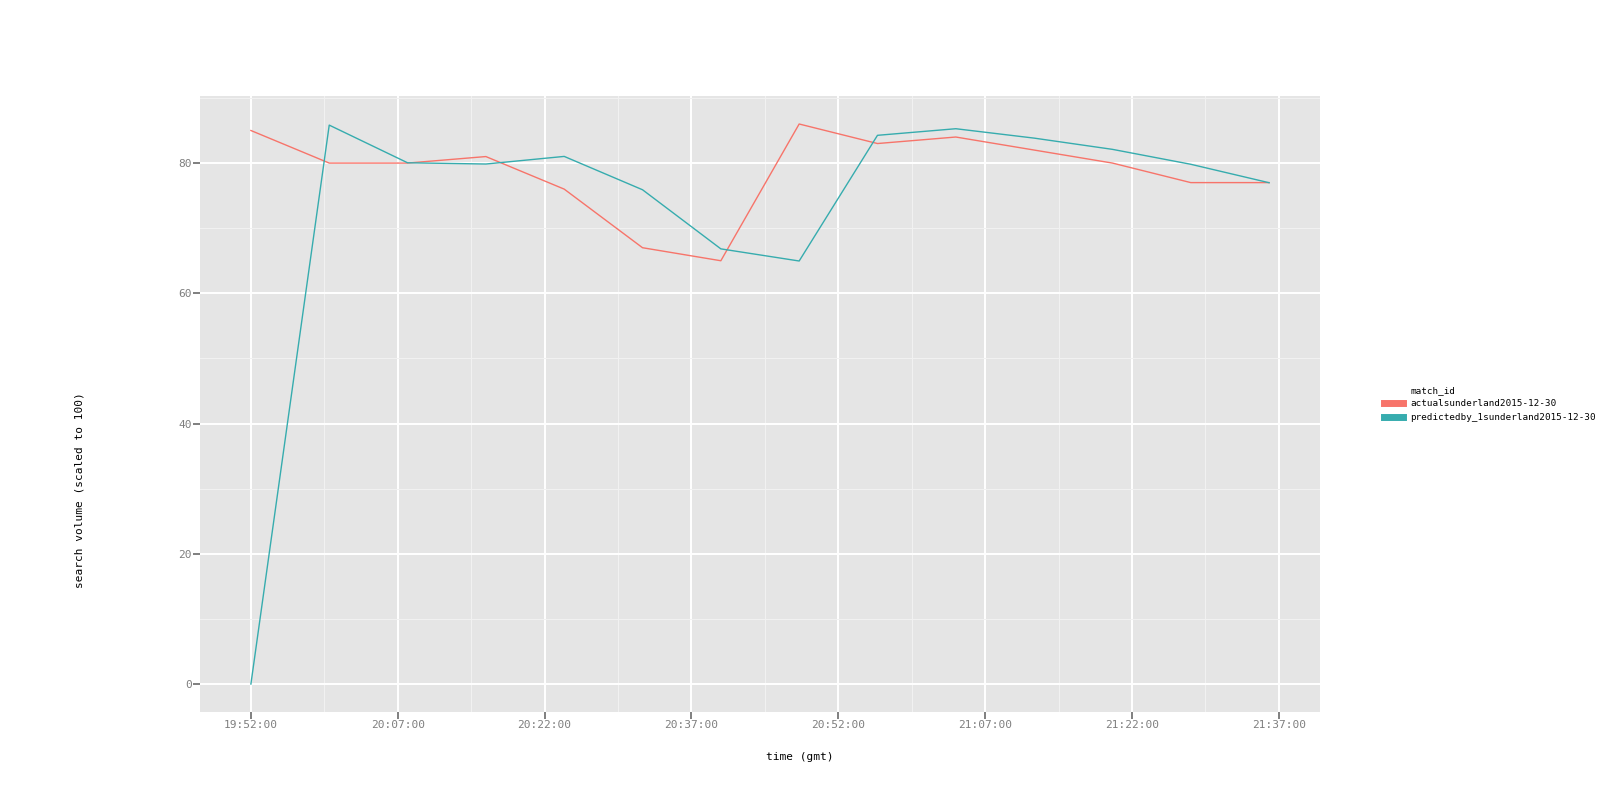 search volume (scaled to 100)
80
60
40
20
0
19:52:00 20:07:00 20:22:00 20:37:00 20:52:00 21:07:00 21:22:00 21:37:00
time (gmt)
match_id
actualsunderland2015-12-30
predictedby_1sunderland2015-12-30